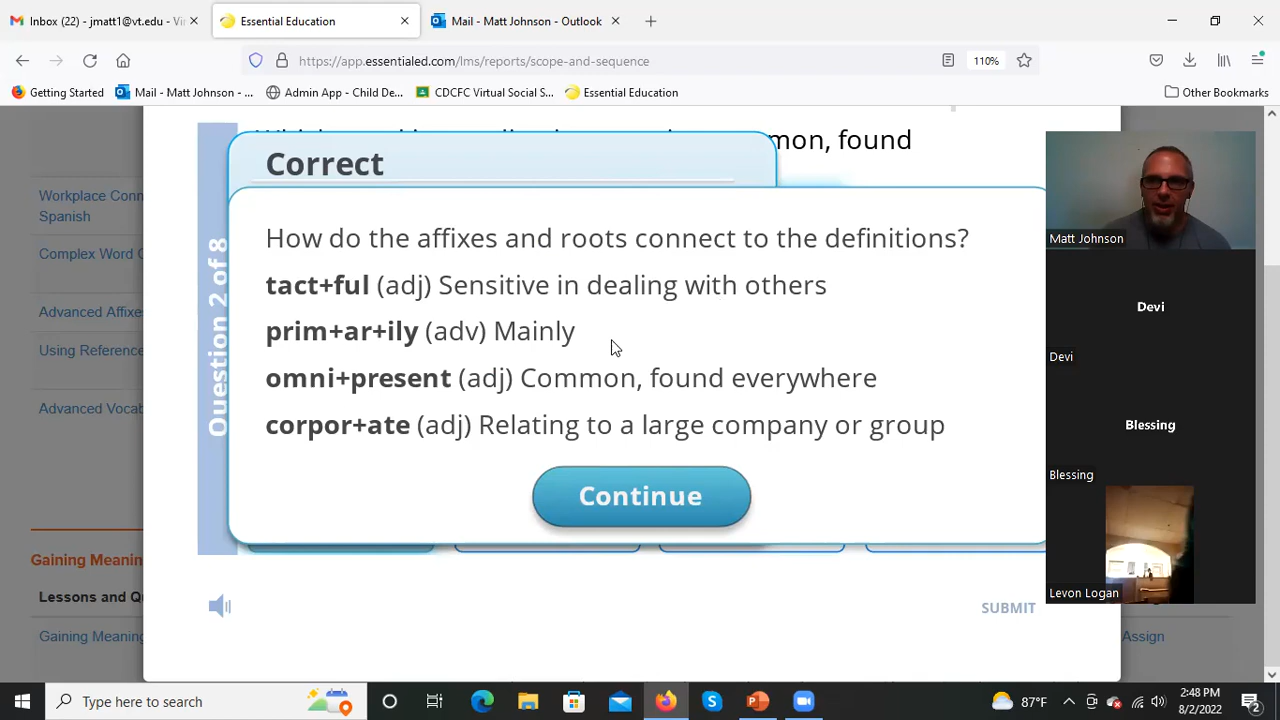 Inbox (22) - jmatt1@vt.edu - Vi
Essential Education
Mail - Matt Johnson - Outlook
https://app.essentialed.com/lms/reports/scope-and-sequence
110%
Getting Started
Mail - Matt Johnson - ...
Admin App - Child De...
CDCFC Virtual Social S...
Essential Education
Other Bookmarks
mon, found
Correct
Workplace Conn
Spanish
Complex Word
Advanced Affixe
Using Reference
Advanced Vocab
Question 2 of 8
How do the affixes and roots connect to the definitions?
tact+ful (adj) Sensitive in dealing with others
prim+ar+ily (adv) Mainly
omni+present (adj) Common, found everywhere
corpor+ate (adj) Relating to a large company or group
Continue
SUBMIT
Gaining Meanin
Lessons and Qu
Gaining Meaning
Assign
Matt Johnson
Devi
Devi
Blessing
Blessing
Levon Logan
Type here to search
87°F
2:48 PM
8/2/2022
2